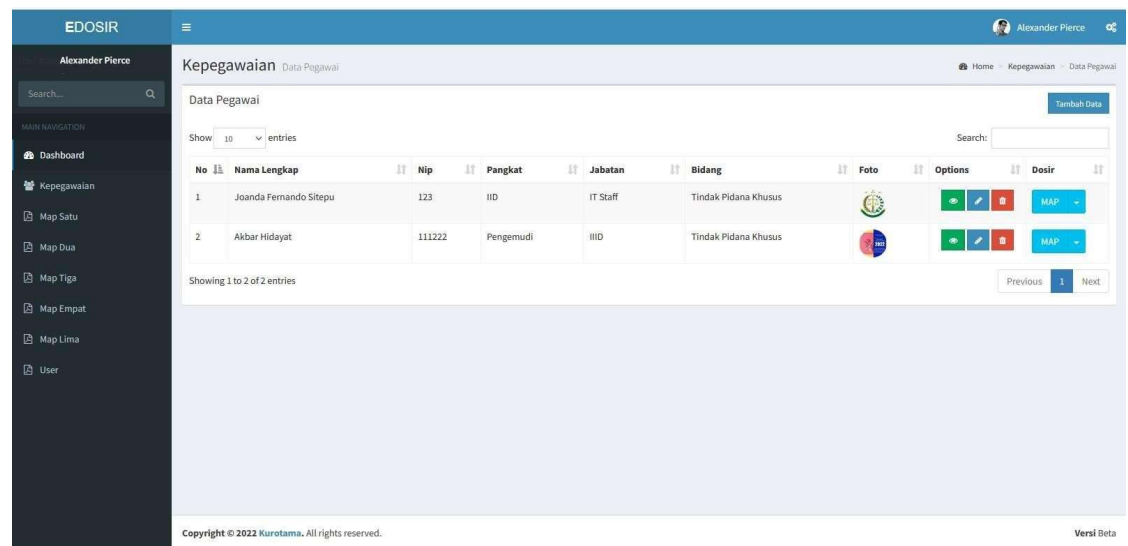 EDOSIR
Alexander Pierce
Alexander Pierce
Search...
MAIN NAVIGATION
Dashboard
Kepegawaian
Map Satu
Map Dua
Map Tiga
Map Empat
Map Lima
User
Kepegawaian Data Pegawai
Home > Kepegawaian > Data Pegawai
Data Pegawai
Tambah Data
Show 10 entries
Search:
No Nama Lengkap Nip Pangkat Jabatan Bidang Foto Options Dosir
1 Joanda Fernando Sitepu 123 IID IT Staff Tindak Pidana Khusus MAP
2 Akbar Hidayat 111222 Pengemudi IIID Tindak Pidana Khusus MAP
Showing 1 to 2 of 2 entries
Previous 1 Next
Copyright © 2022 Kurotama. All rights reserved.
Versi Beta